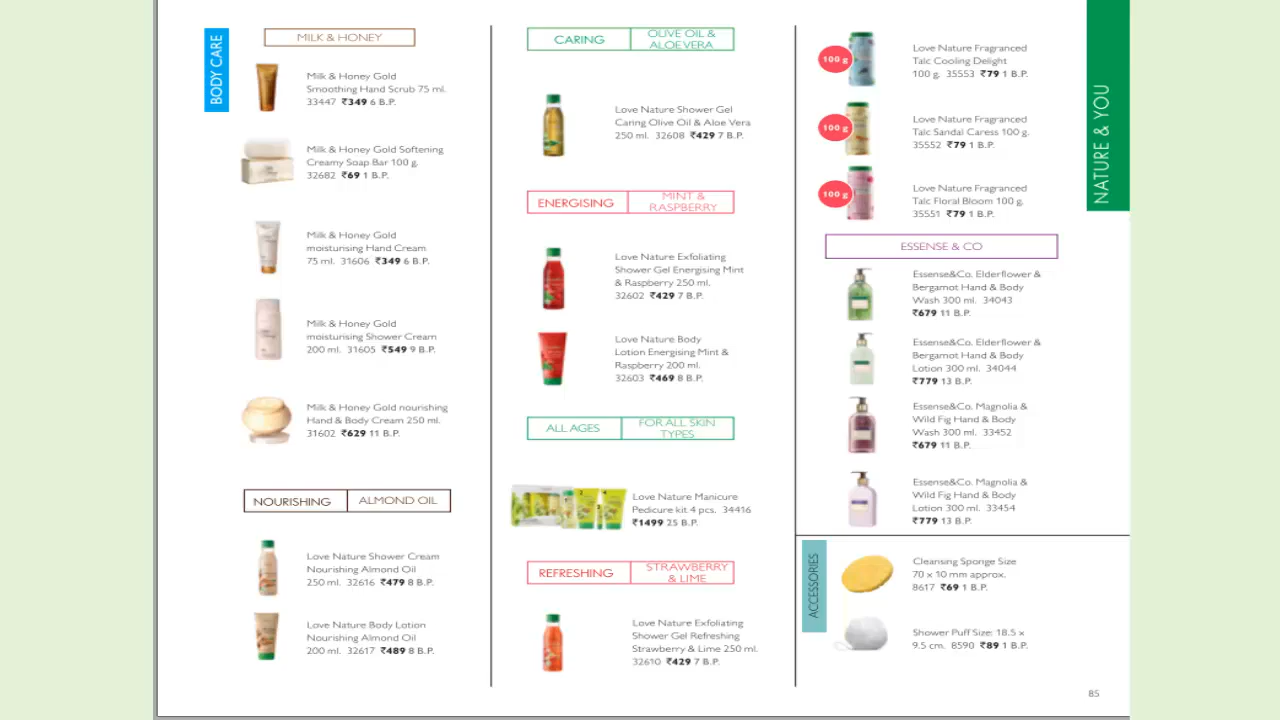 BODY CARE
MILK & HONEY
Milk & Honey Gold
Smoothing Hand Scrub 75 ml.
33447 ₹349 6 B.P.
Milk & Honey Gold Softening
Creamy Soap Bar 100 g.
32682 ₹69 1 B.P.
Milk & Honey Gold
moisturising Hand Cream
75 ml. 31606 ₹349 6 B.P.
Milk & Honey Gold
moisturising Shower Cream
200 ml. 31605 ₹549 9 B.P.
Milk & Honey Gold nourishing
Hand & Body Cream 250 ml.
31602 ₹629 11 B.P.
NOURISHING
ALMOND OIL
Love Nature Shower Cream
Nourishing Almond Oil
250 ml. 32616 ₹479 8 B.P.
Love Nature Body Lotion
Nourishing Almond Oil
200 ml. 32617 ₹489 8 B.P.
CARING
OLIVE OIL &
ALOE VERA
Love Nature Shower Gel
Caring Olive Oil & Aloe Vera
250 ml. 32608 ₹429 7 B.P.
ENERGISING
MINT &
RASPBERRY
Love Nature Exfoliating
Shower Gel Energising Mint
& Raspberry 250 ml.
32602 ₹429 7 B.P.
Love Nature Body
Lotion Energising Mint &
Raspberry 200 ml.
32603 ₹469 8 B.P.
ALL AGES
FOR ALL SKIN
TYPES
Love Nature Manicure
Pedicure kit 4 pcs. 34416
₹1499 25 B.P.
REFRESHING
STRAWBERRY
& LIME
Love Nature Exfoliating
Shower Gel Refreshing
Strawberry & Lime 250 ml.
32610 ₹429 7 B.P.
100 g
Love Nature Fragranced
Talc Cooling Delight
100 g. 35553 ₹79 1 B.P.
100 g
Love Nature Fragranced
Talc Sandal Caress 100 g.
35552 ₹79 1 B.P.
100 g
Love Nature Fragranced
Talc Floral Bloom 100 g.
35551 ₹79 1 B.P.
NATURE & YOU
ESSENSE & CO
Essense&Co. Elderflower &
Bergamot Hand & Body
Wash 300 ml. 34043
₹679 11 B.P.
Essense&Co. Elderflower &
Bergamot Hand & Body
Lotion 300 ml. 34044
₹779 13 B.P.
Essense&Co. Magnolia &
Wild Fig Hand & Body
Wash 300 ml. 33452
₹679 11 B.P.
Essense&Co. Magnolia &
Wild Fig Hand & Body
Lotion 300 ml. 33454
₹779 13 B.P.
ACCESSORIES
Cleansing Sponge Size
70 x 10 mm approx.
8617 ₹69 1 B.P.
Shower Puff Size: 18.5 x
9.5 cm. 8590 ₹89 1 B.P.
85